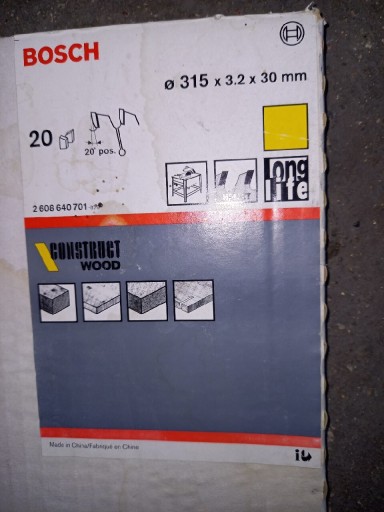 BOSCH
ø 315 x 3.2 x 30 mm
20
20° pos.
Long
Life
2 608 640 701
CONSTRUCT
WOOD
Made in China/Fabriqué en Chine